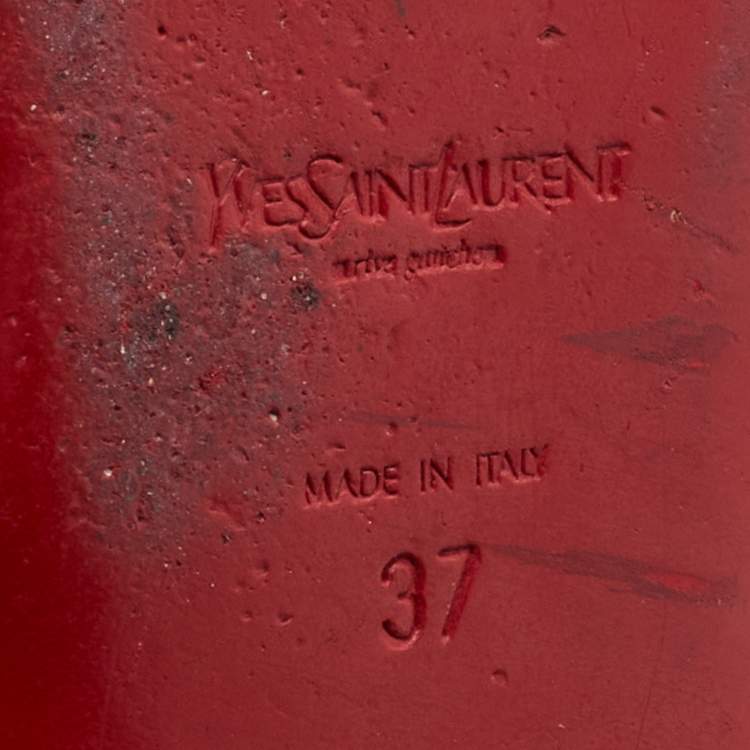 YVESSAINTLAURENT
rive gauche
MADE IN ITALY
37